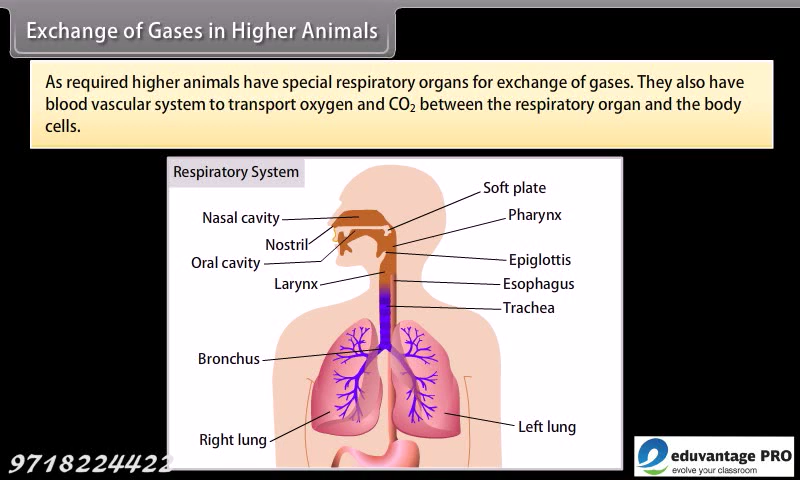 Exchange of Gases in Higher Animals
As required higher animals have special respiratory organs for exchange of gases. They also have
blood vascular system to transport oxygen and CO₂ between the respiratory organ and the body
cells.
Respiratory System
Soft plate
Nasal cavity
Pharynx
Nostril
Oral cavity
Epiglottis
Larynx
Esophagus
Trachea
Bronchus
Left lung
Right lung
9718224422
eduvantage PRO
evolve your classroom